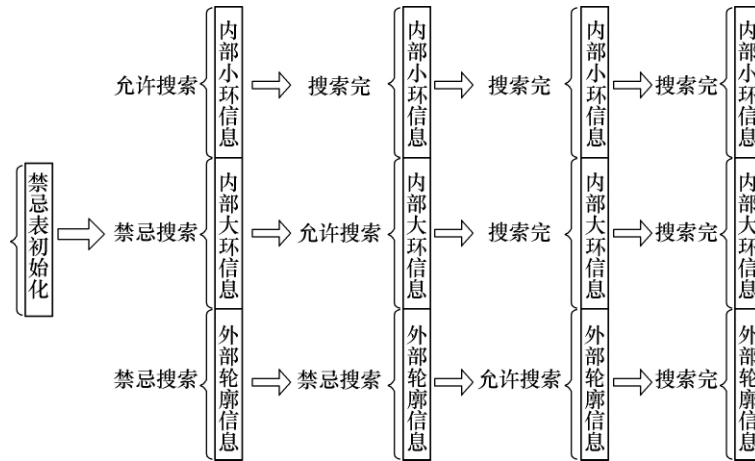 禁忌表初始化
允许搜索
内部小环信息
搜索完
内部小环信息
搜索完
内部小环信息
搜索完
内部小环信息
禁忌搜索
内部大环信息
允许搜索
内部大环信息
搜索完
内部大环信息
搜索完
内部大环信息
禁忌搜索
外部轮廓信息
禁忌搜索
外部轮廓信息
允许搜索
外部轮廓信息
搜索完
外部轮廓信息